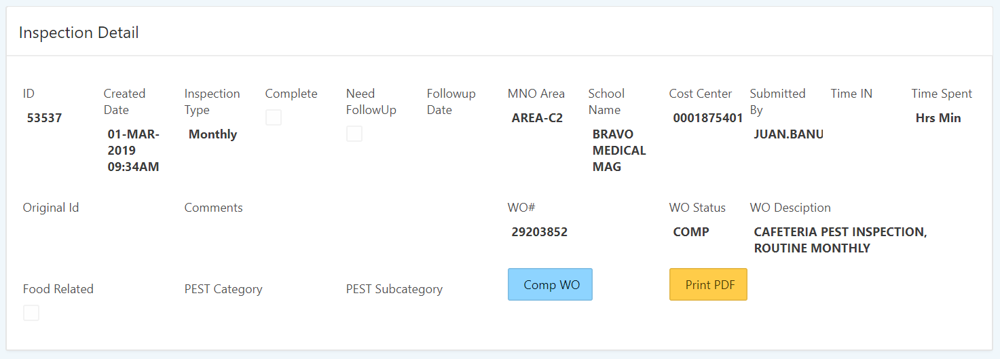 Inspection Detail
ID
53537
Created
Date
01-MAR-
2019
09:34AM
Inspection
Type
Monthly
Complete
Need
FollowUp
Followup
Date
MNO Area
AREA-C2
School
Name
BRAVO
MEDICAL
MAG
Cost Center
0001875401
Submitted
By
JUAN.BANU
Time IN
Time Spent
Hrs Min
Original Id
Comments
WO#
29203852
WO Status
COMP
WO Desciption
CAFETERIA PEST INSPECTION,
ROUTINE MONTHLY
Food Related
PEST Category
PEST Subcategory
Comp WO
Print PDF